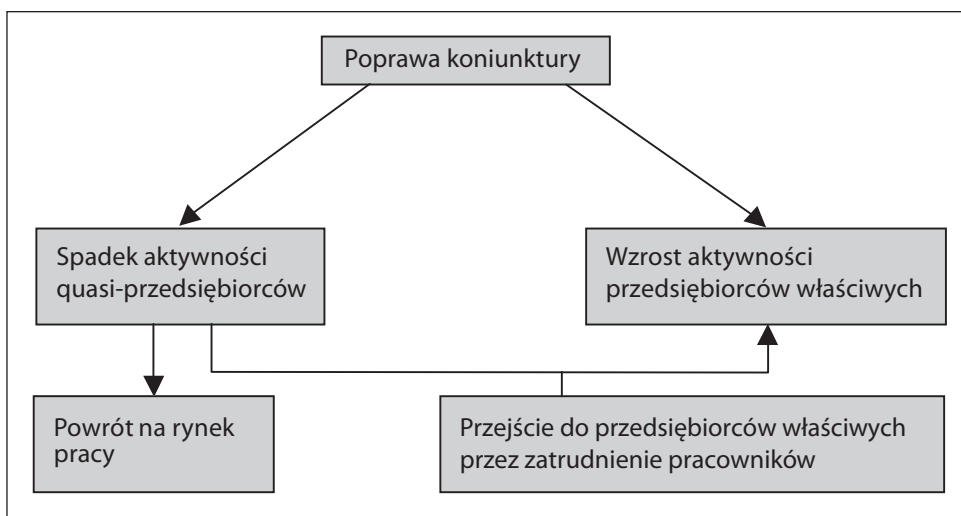 Poprawa koniunktury
Spadek aktywności
quasi-przedsiębiorców
Wzrost aktywności
przedsiębiorców właściwych
Powrót na rynek
pracy
Przejście do przedsiębiorców właściwych
przez zatrudnienie pracowników